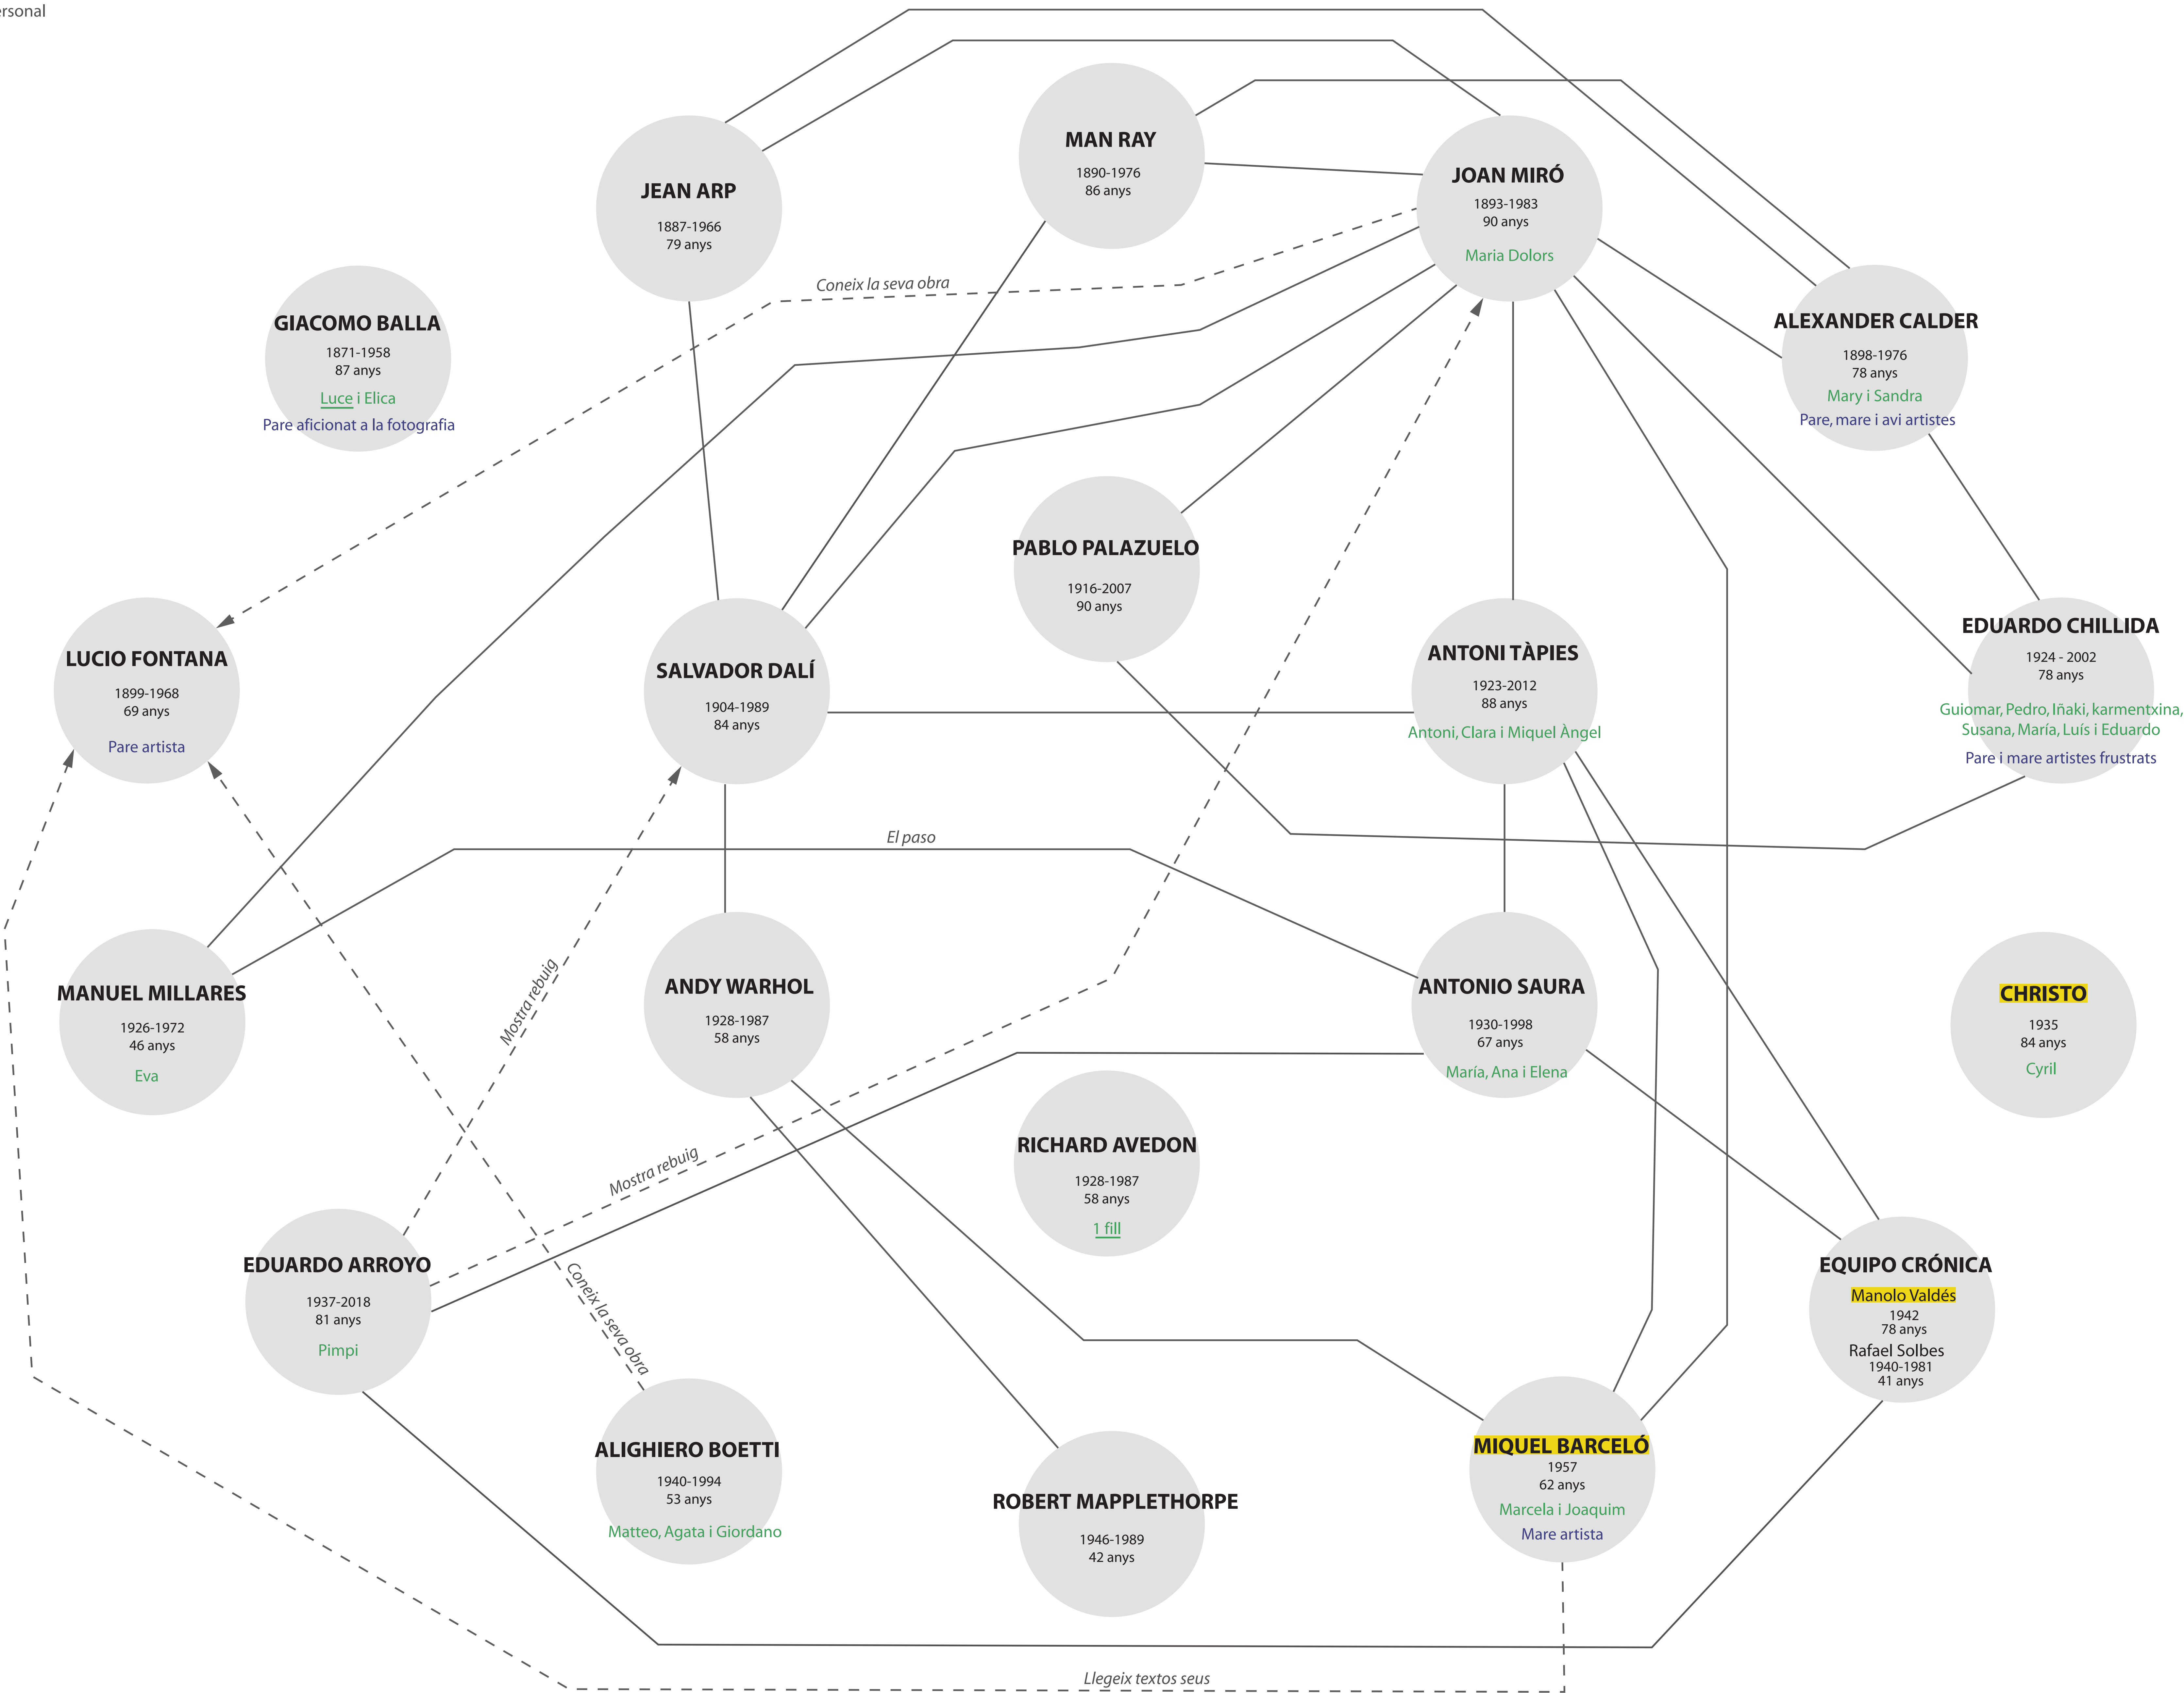 ersonal
MAN RAY
1890-1976
86 anys
JEAN ARP
1887-1966
79 anys
JOAN MIRÓ
1893-1983
90 anys
Maria Dolors
Coneix la seva obra
GIACOMO BALLA
1871-1958
87 anys
Luce i Elica
Pare aficionat a la fotografia
ALEXANDER CALDER
1898-1976
78 anys
Mary i Sandra
Pare, mare i avi artistes
PABLO PALAZUELO
1916-2007
90 anys
LUCIO FONTANA
1899-1968
69 anys
Pare artista
SALVADOR DALÍ
1904-1989
84 anys
ANTONI TÀPIES
1923-2012
88 anys
Antoni, Clara i Miquel Àngel
EDUARDO CHILLIDA
1924 - 2002
78 anys
Guiomar, Pedro, Iñaki, karmentxina,
Susana, María, Luís i Eduardo
Pare i mare artistes frustrats
El paso
MANUEL MILLARES
1926-1972
46 anys
Eva
Mostra rebuig
ANDY WARHOL
1928-1987
58 anys
ANTONIO SAURA
1930-1998
67 anys
María, Ana i Elena
CHRISTO
1935
84 anys
Cyril
Mostra rebuig
RICHARD AVEDON
1928-1987
58 anys
1 fill
EDUARDO ARROYO
1937-2018
81 anys
Pimpi
Coneix la seva obra
EQUIPO CRÓNICA
Manolo Valdés
1942
78 anys
Rafael Solbes
1940-1981
41 anys
ALIGHIERO BOETTI
1940-1994
53 anys
Matteo, Agata i Giordano
ROBERT MAPPLETHORPE
1946-1989
42 anys
MIQUEL BARCELÓ
1957
62 anys
Marcela i Joaquim
Mare artista
Llegeix textos seus